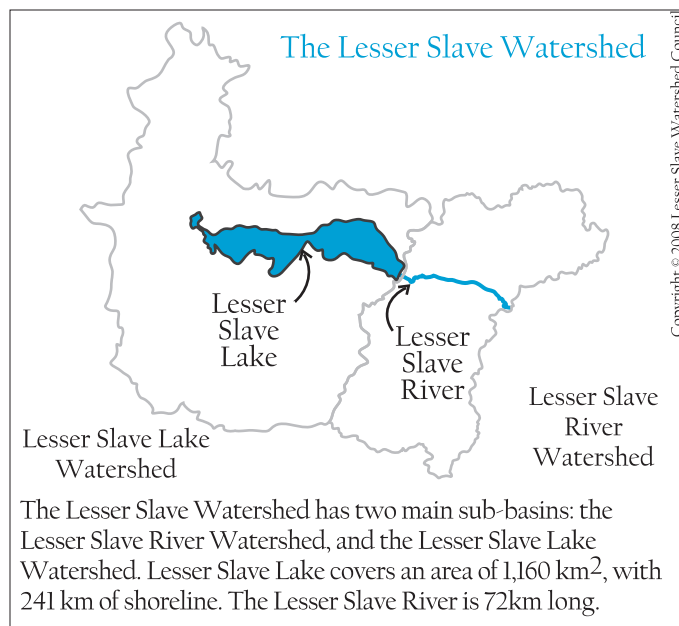 The Lesser Slave Watershed
Copyright © 2008 Lesser Slave Watershed Council
Lesser
Slave
Lake
Lesser
Slave
River
Lesser Slave
River
Watershed
Lesser Slave Lake
Watershed
The Lesser Slave Watershed has two main sub-basins: the
Lesser Slave River Watershed, and the Lesser Slave Lake
Watershed. Lesser Slave Lake covers an area of 1,160 km², with
241 km of shoreline. The Lesser Slave River is 72km long.